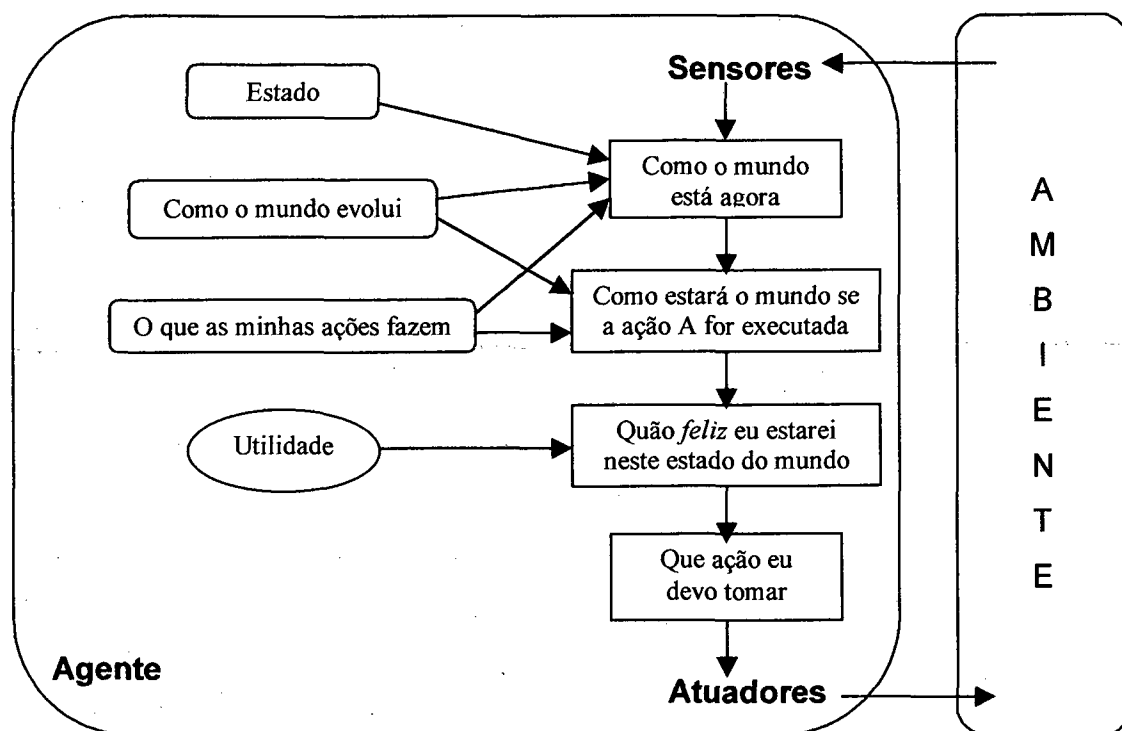 Sensores
Estado
Como o mundo
está agora
Como o mundo evolui
O que as minhas ações fazem
Como estará o mundo se
a ação A for executada
Utilidade
Quão feliz eu estarei
neste estado do mundo
Que ação eu
devo tomar
Agente
Atuadores
A
M
B
I
E
N
T
E